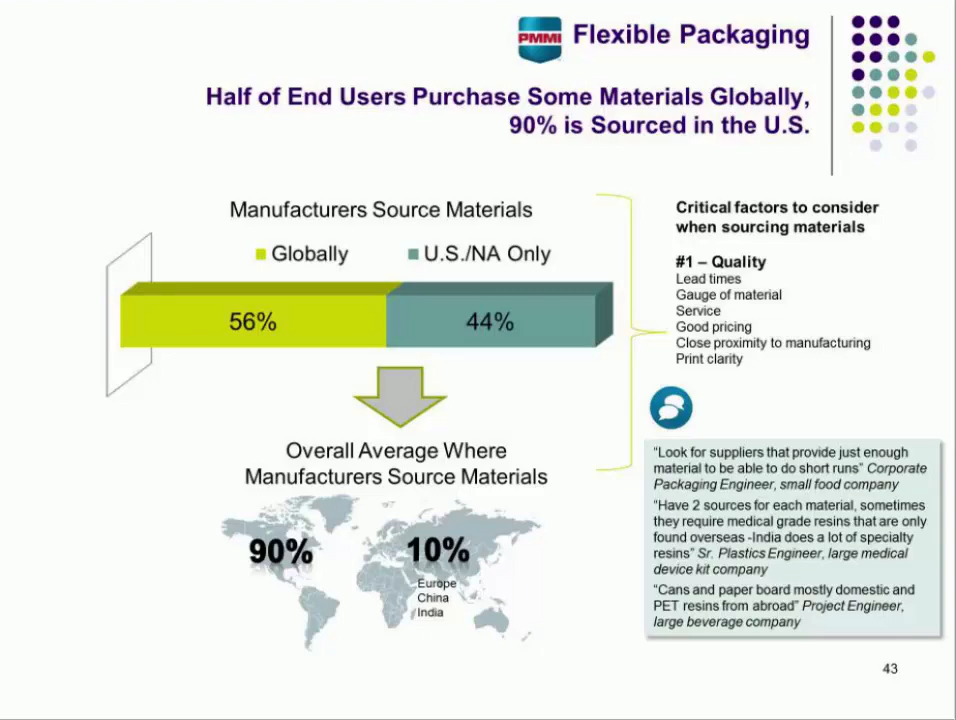 PMMI
Flexible Packaging
Half of End Users Purchase Some Materials Globally,
90% is Sourced in the U.S.
Manufacturers Source Materials
Globally
U.S./NA Only
56%
44%
Overall Average Where
Manufacturers Source Materials
90%
10%
Europe
China
India
Critical factors to consider
when sourcing materials
#1 – Quality
Lead times
Gauge of material
Service
Good pricing
Close proximity to manufacturing
Print clarity
“Look for suppliers that provide just enough
material to be able to do short runs” Corporate
Packaging Engineer, small food company
“Have 2 sources for each material, sometimes
they require medical grade resins that are only
found overseas -India does a lot of specialty
resins” Sr. Plastics Engineer, large medical
device kit company
“Cans and paper board mostly domestic and
PET resins from abroad” Project Engineer,
large beverage company
43